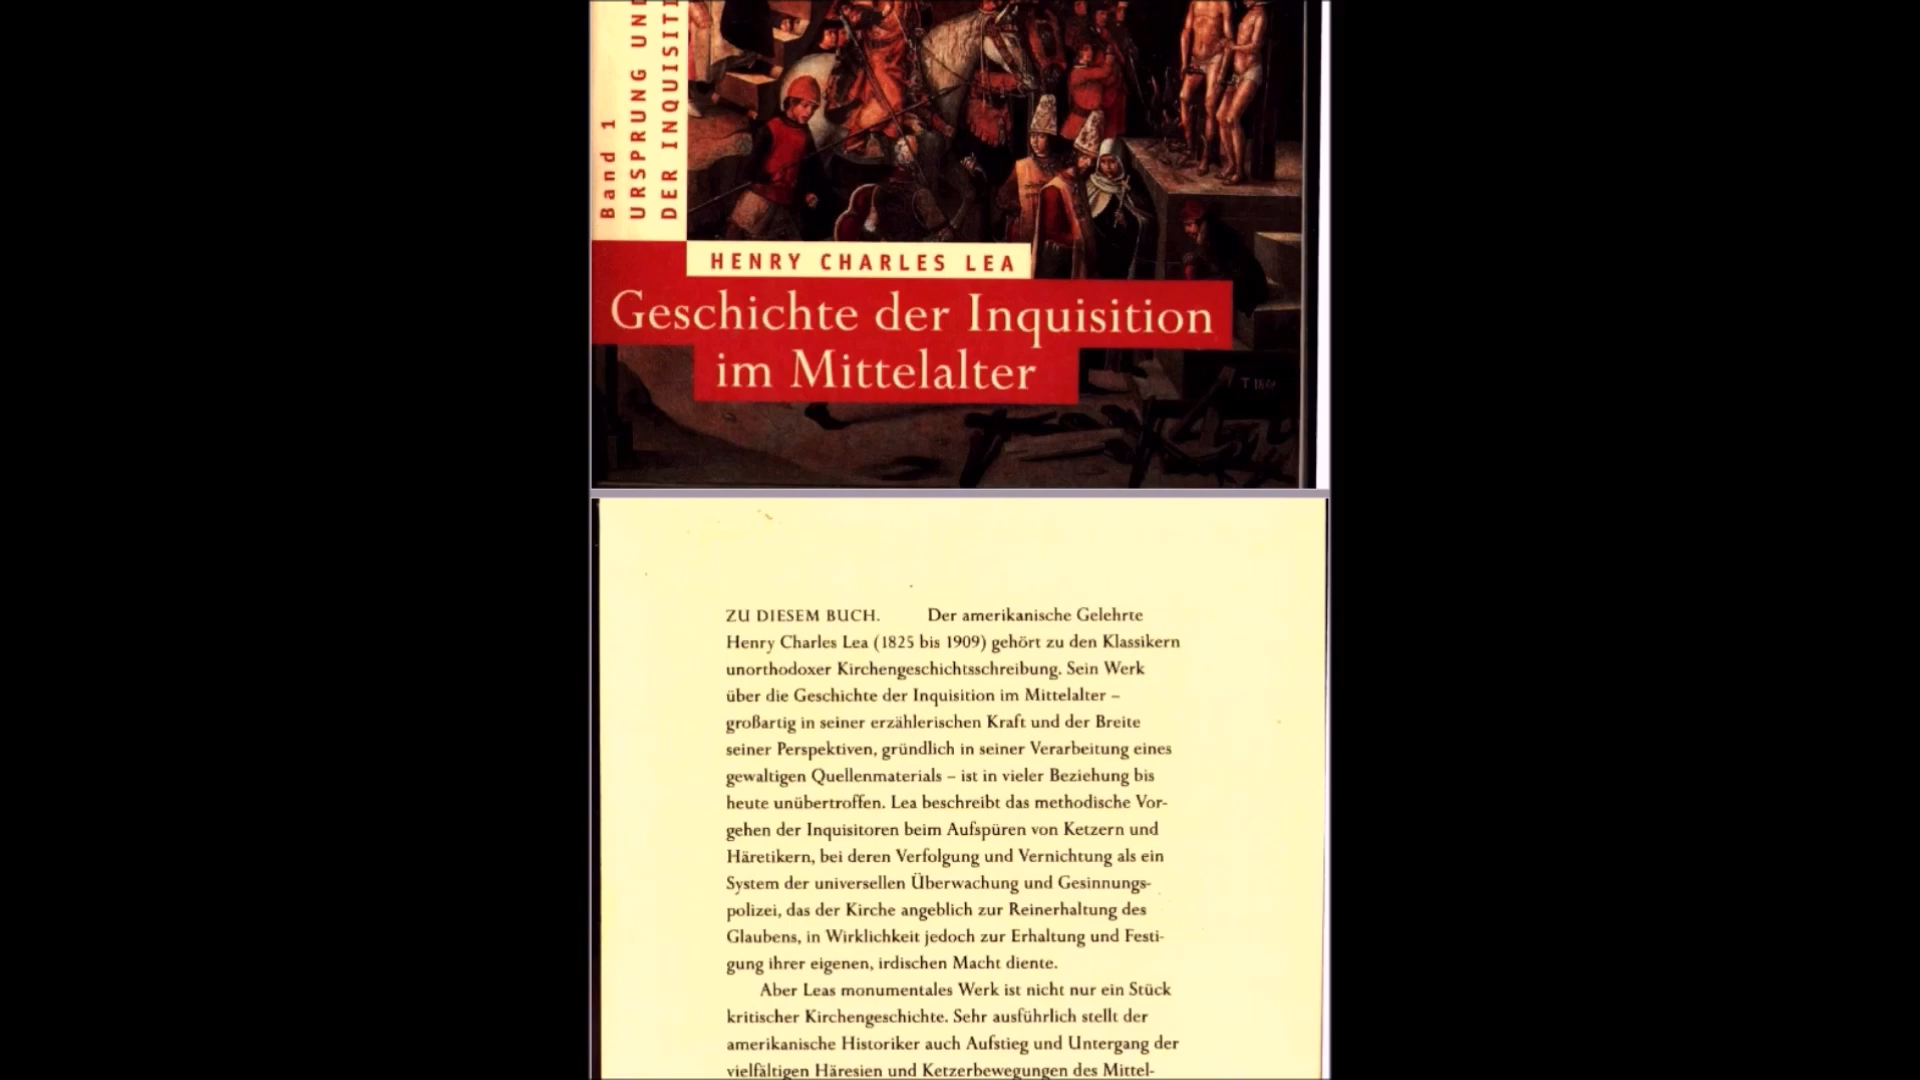 Band 1
URSPRUNG UN
DER INQUISITI
HENRY CHARLES LEA
Geschichte der Inquisition
im Mittelalter
ZU DIESEM BUCH. Der amerikanische Gelehrte
Henry Charles Lea (1825 bis 1909) gehört zu den Klassikern
unorthodoxer Kirchengeschichtsschreibung. Sein Werk
über die Geschichte der Inquisition im Mittelalter –
großartig in seiner erzählerischen Kraft und der Breite
seiner Perspektiven, gründlich in seiner Verarbeitung eines
gewaltigen Quellenmaterials – ist in vieler Beziehung bis
heute unübertroffen. Lea beschreibt das methodische Vor-
gehen der Inquisitoren beim Aufspüren von Ketzern und
Häretikern, bei deren Verfolgung und Vernichtung als ein
System der universellen Überwachung und Gesinnungs-
polizei, das der Kirche angeblich zur Reinerhaltung des
Glaubens, in Wirklichkeit jedoch zur Erhaltung und Festi-
gung ihrer eigenen, irdischen Macht diente.
Aber Leas monumentales Werk ist nicht nur ein Stück
kritischer Kirchengeschichte. Sehr ausführlich stellt der
amerikanische Historiker auch Aufstieg und Untergang der
vielfältigen Häresien und Ketzerbewegungen des Mittel-